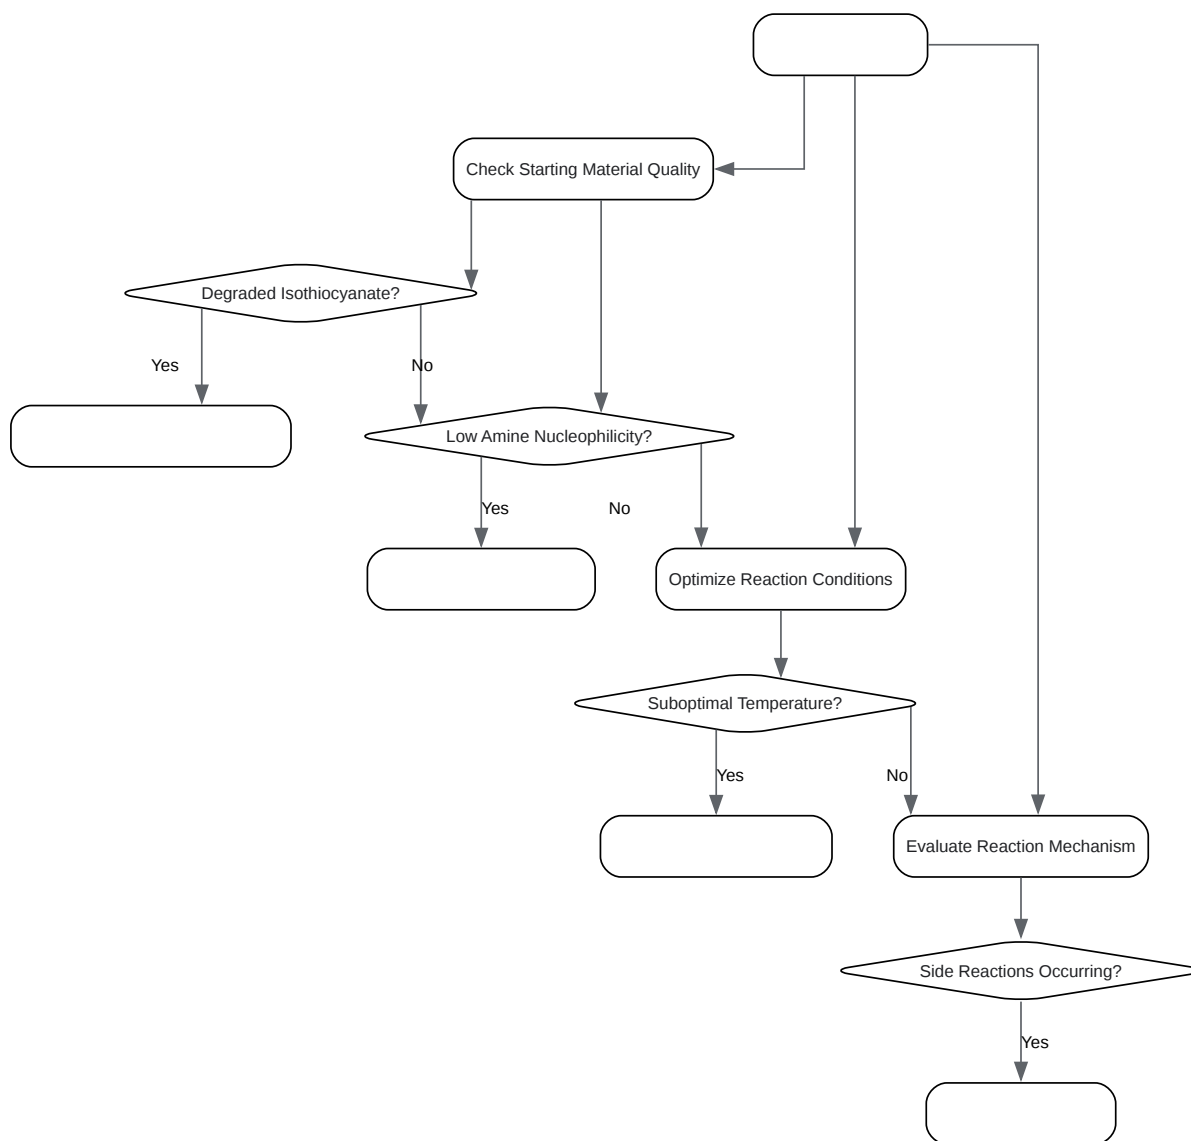 Check Starting Material Quality
Degraded Isothiocyanate?
Yes
No
Low Amine Nucleophilicity?
Yes
No
Optimize Reaction Conditions
Suboptimal Temperature?
Yes
No
Evaluate Reaction Mechanism
Side Reactions Occurring?
Yes